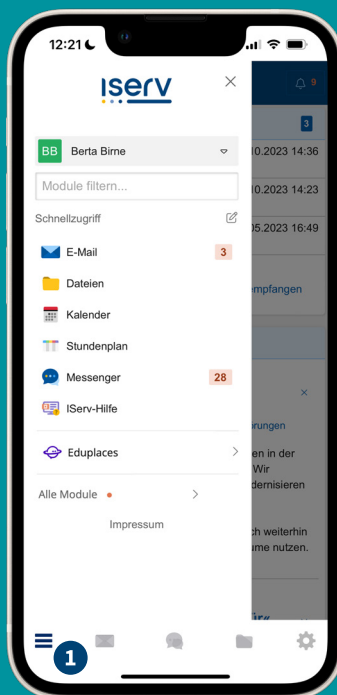 12:21
9
IServ
3
BB Berta Birne
10.2023 14:36
Module filtern...
10.2023 14:23
Schnellzugriff
05.2023 16:49
E-Mail 3
Dateien
empfangen
Kalender
Stundenplan
Messenger 28
IServ-Hilfe
rungen
Eduplaces
en in der
Wir
dernisieren
Alle Module
Impressum
ch weiterhin
ume nutzen.
1